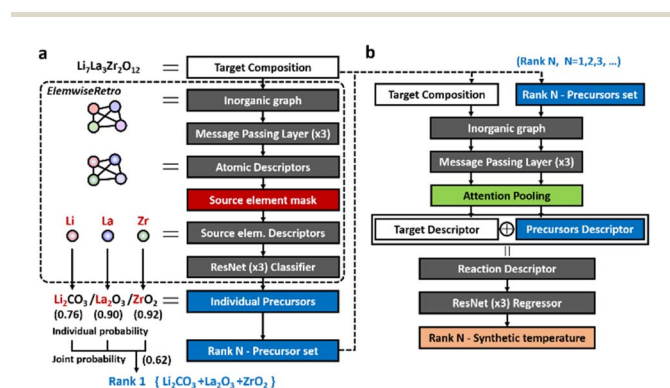 a
Li7La3Zr2O12
=
Target Composition
ElemwiseRetro
=
Inorganic graph
Message Passing Layer (x3)
=
Atomic Descriptors
Source element mask
Li La Zr
=
Source elem. Descriptors
ResNet (x3) Classifier
Li2CO3/La2O3/ZrO2
=
Individual Precursors
(0.76) (0.90) (0.92)
Individual probability
Joint probability
(0.62)
Rank N - Precursor set
Rank 1 { Li2CO3+La2O3+ZrO2 }
b
(Rank N, N=1,2,3, ...)
Target Composition
Rank N - Precursors set
Inorganic graph
Message Passing Layer (x3)
Attention Pooling
Target Descriptor
⊕
Precursors Descriptor
=
Reaction Descriptor
ResNet (x3) Regressor
Rank N - Synthetic temperature